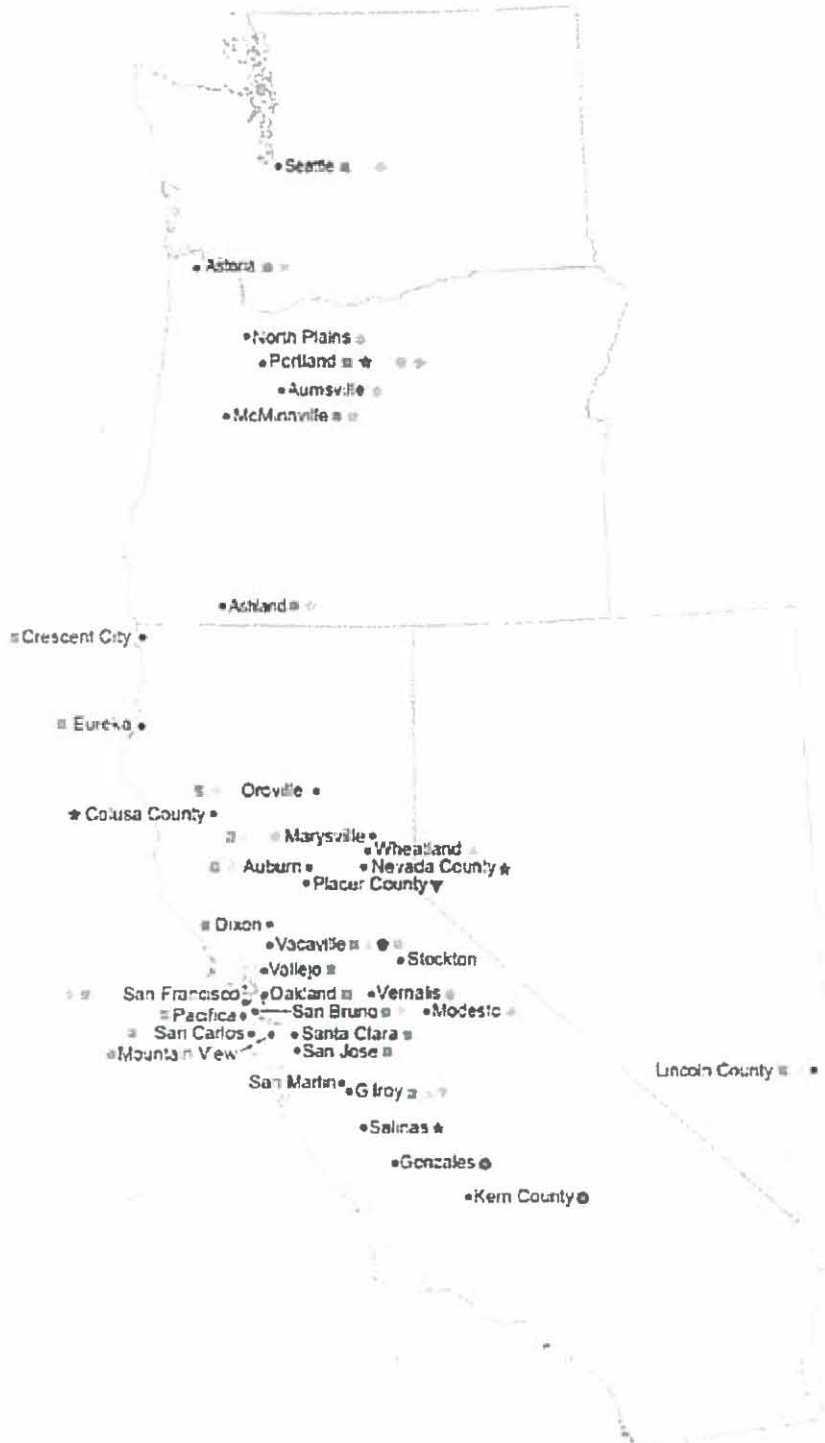 Seattle
Astoria
North Plains
Portland
Aumsville
McMinnville
Ashland
Crescent City
Eureka
Oroville
Colusa County
Marysville
Wheatland
Auburn
Nevada County
Placer County
Dixon
Vacaville
Stockton
Vallejo
San Francisco
Oakland
Vernalis
Pacifica
San Bruno
Modesto
San Carlos
Santa Clara
Mountain View
San Jose
Lincoln County
San Martin
Gilroy
Salinas
Gonzales
Kern County